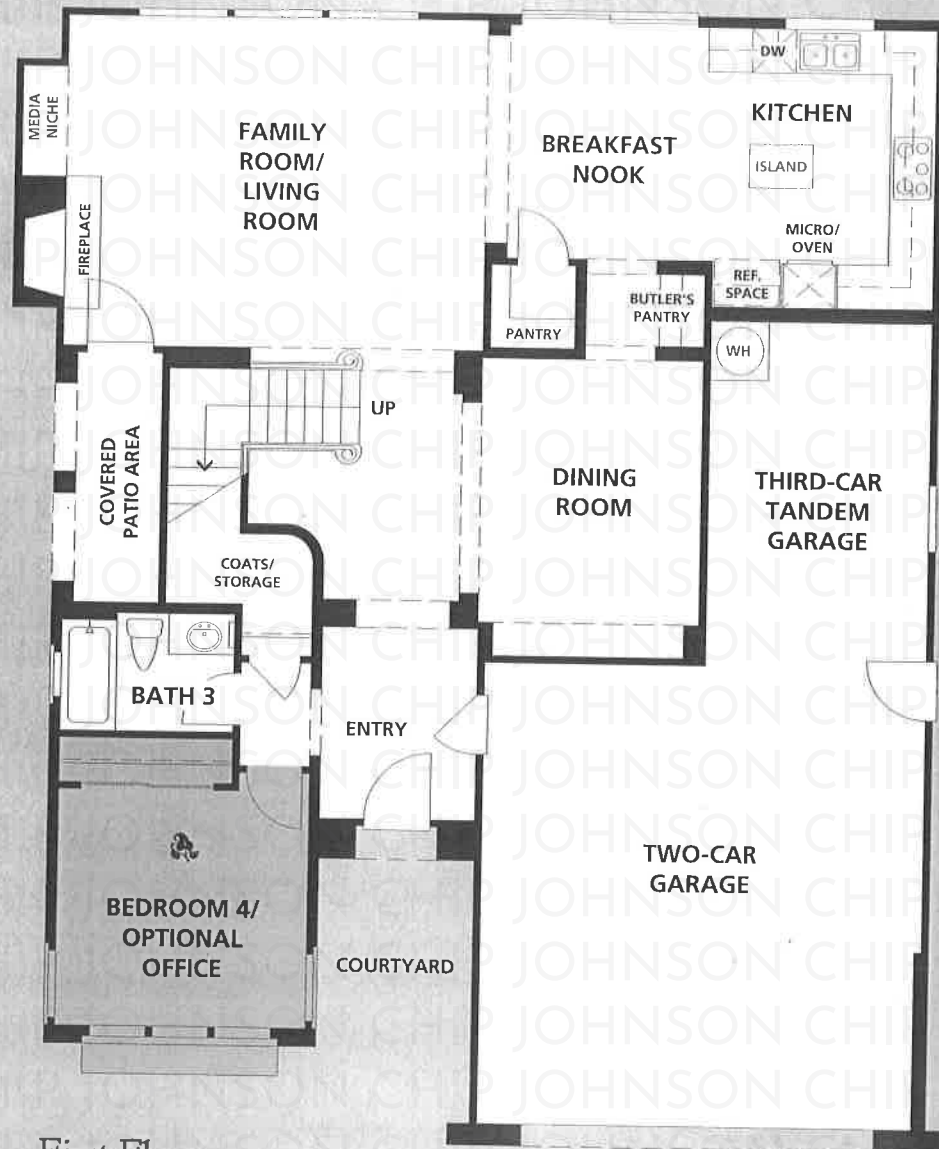 MEDIA
NICHE
FAMILY
ROOM/
LIVING
ROOM
FIREPLACE
BREAKFAST
NOOK
DW
KITCHEN
ISLAND
MICRO/
OVEN
REF.
SPACE
PANTRY
BUTLER'S
PANTRY
WH
UP
COVERED
PATIO AREA
DINING
ROOM
THIRD-CAR
TANDEM
GARAGE
COATS/
STORAGE
BATH 3
ENTRY
TWO-CAR
GARAGE
BEDROOM 4/
OPTIONAL
OFFICE
COURTYARD
JOHNSON CHIP JOHNSON CHIP